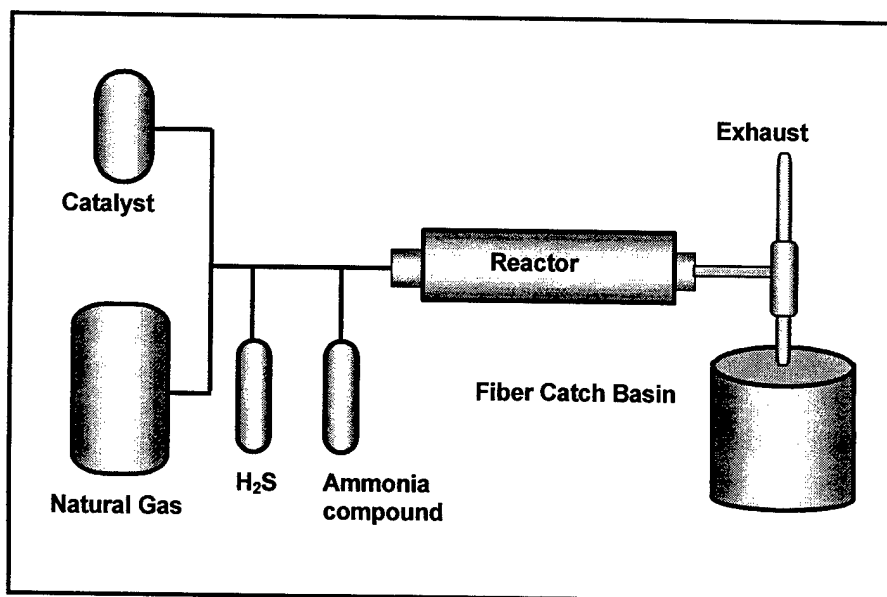 Exhaust
Catalyst
Reactor
Fiber Catch Basin
H₂S
Ammonia
compound
Natural Gas